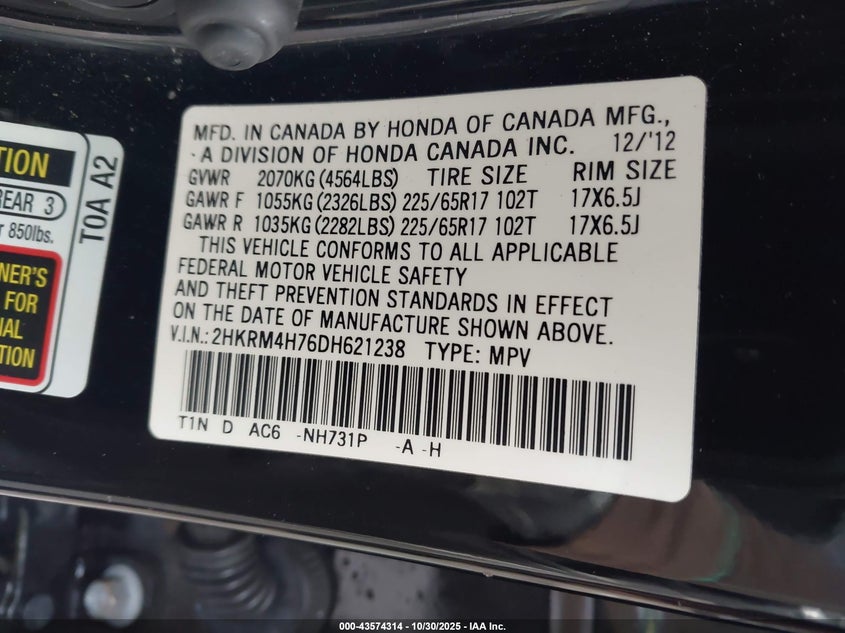 TION
REAR 3
r 850lbs.
NER'S
FOR
IAL
TION
T0A A2
MFD. IN CANADA BY HONDA OF CANADA MFG.,
A DIVISION OF HONDA CANADA INC. 12/'12
GVWR 2070KG (4564LBS) TIRE SIZE RIM SIZE
GAWR F 1055KG (2326LBS) 225/65R17 102T 17X6.5J
GAWR R 1035KG (2282LBS) 225/65R17 102T 17X6.5J
THIS VEHICLE CONFORMS TO ALL APPLICABLE
FEDERAL MOTOR VEHICLE SAFETY
AND THEFT PREVENTION STANDARDS IN EFFECT
ON THE DATE OF MANUFACTURE SHOWN ABOVE.
V.I.N.: 2HKRM4H76DH621238 TYPE: MPV
T1N D AC6 -NH731P -A -H
000-43574314 | 10/30/2025 - IAA Inc.